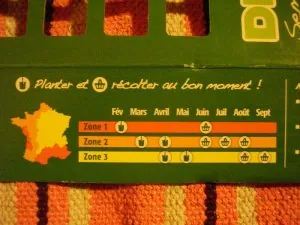 DE
Planter et récolter au bon moment !
Fév Mars Avril Mai Juin Juil Août Sept
Zone 1
Zone 2
Zone 3